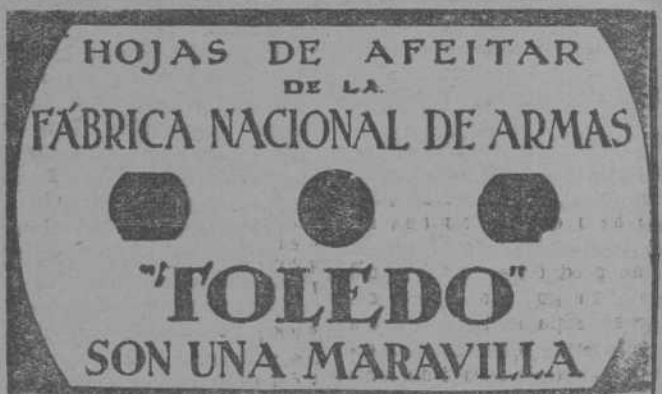 HOJAS DE AFEITAR
DE LA
FÁBRICA NACIONAL DE ARMAS
"TOLEDO"
SON UNA MARAVILLA